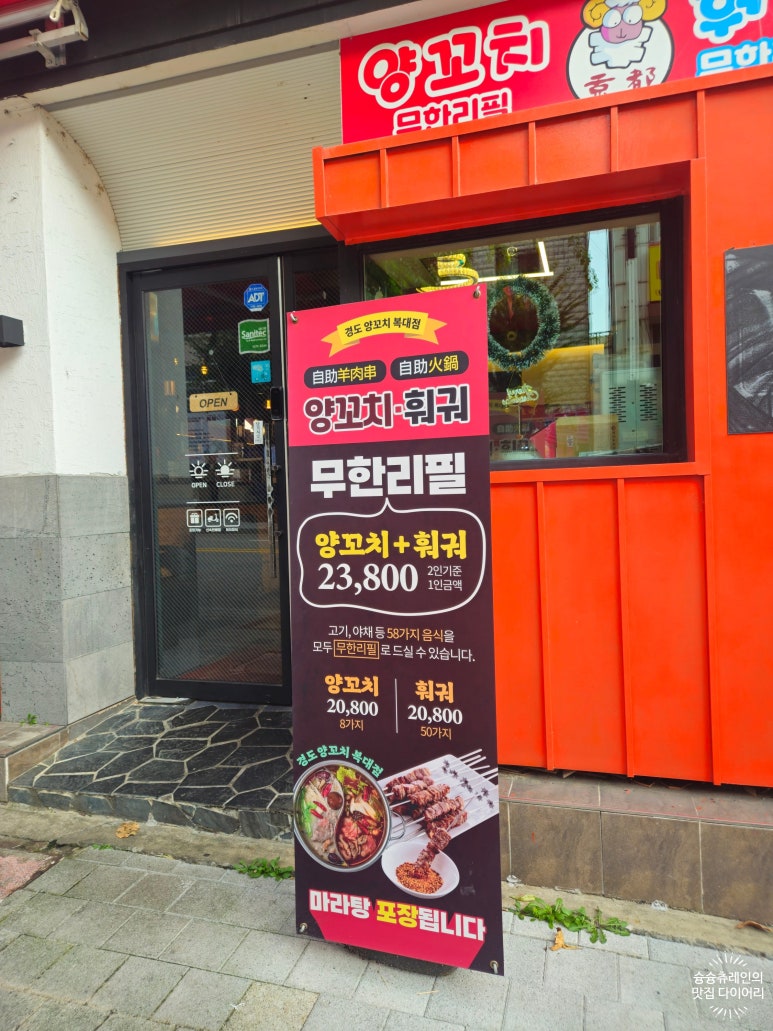 양꼬치
무한리필
京都
무한
ADT
Sanitec
OPEN
OPEN CLOSE
경도 양꼬치 복대점
自助羊肉串 自助火鍋
양꼬치·훠궈
무한리필
양꼬치+훠궈
23,800 2인기준
1인금액
고기, 야채 등 58가지 음식을
모두 무한리필로 드실 수 있습니다.
양꼬치 훠궈
20,800 20,800
8가지 50가지
경도 양꼬치 복대점
마라탕 포장됩니다
슝슝츄레인의
맛집 다이어리